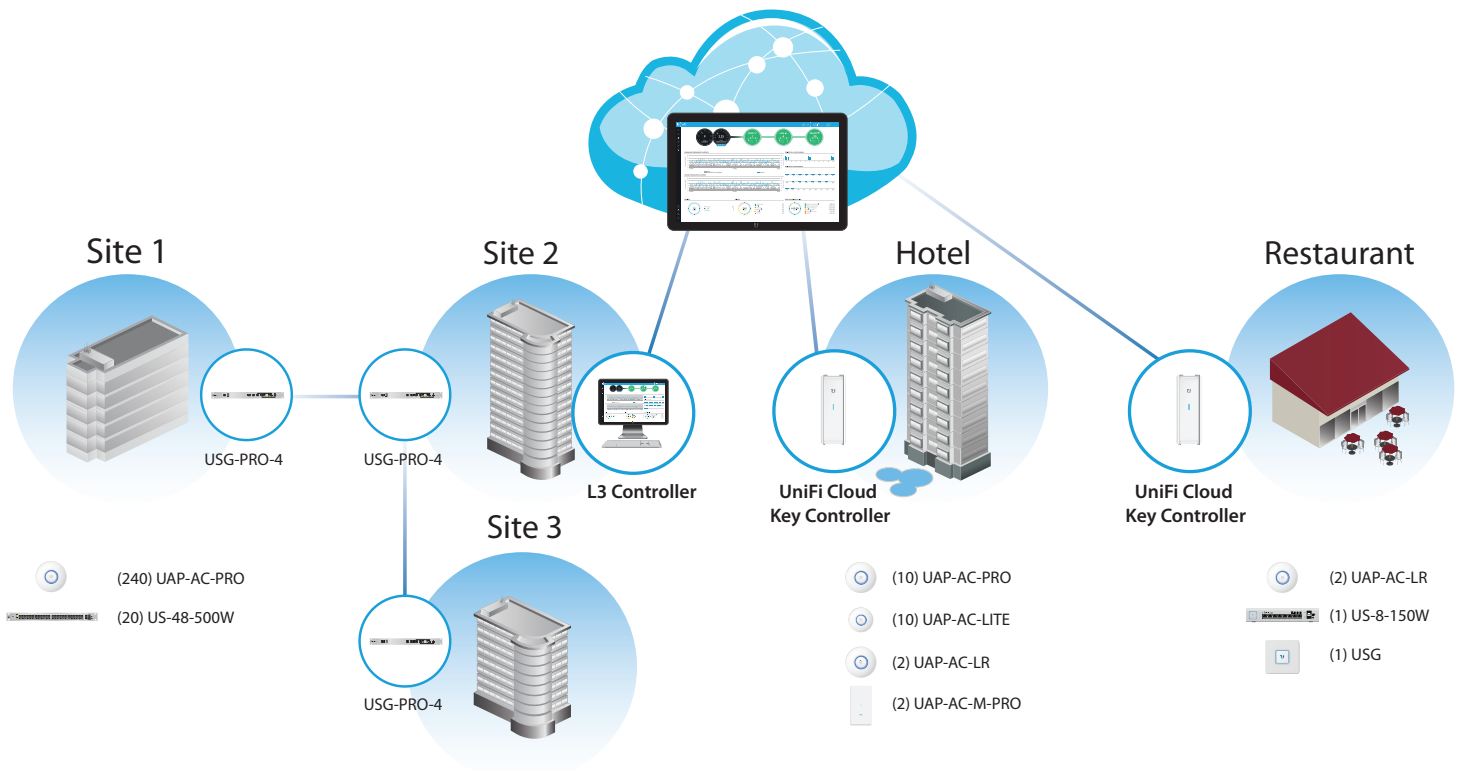 Site 1
Site 2
Hotel
Restaurant
USG-PRO-4
USG-PRO-4
L3 Controller
UniFi Cloud
Key Controller
UniFi Cloud
Key Controller
Site 3
USG-PRO-4
(240) UAP-AC-PRO
(20) US-48-500W
(10) UAP-AC-PRO
(10) UAP-AC-LITE
(2) UAP-AC-LR
(2) UAP-AC-M-PRO
(2) UAP-AC-LR
(1) US-8-150W
(1) USG